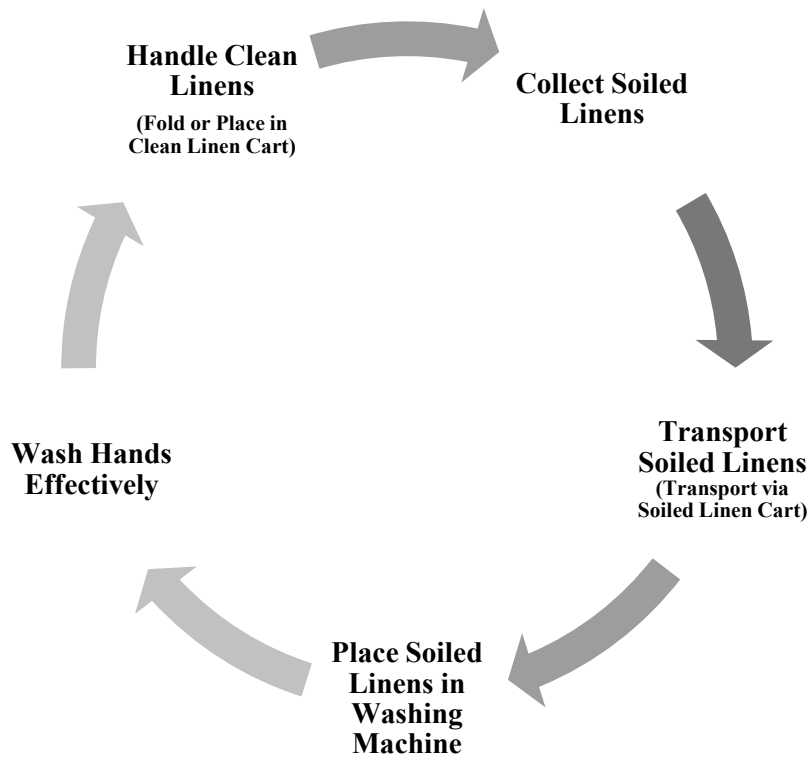 Handle Clean
Linens
(Fold or Place in
Clean Linen Cart)
Collect Soiled
Linens
Transport
Soiled Linens
(Transport via
Soiled Linen Cart)
Place Soiled
Linens in
Washing
Machine
Wash Hands
Effectively